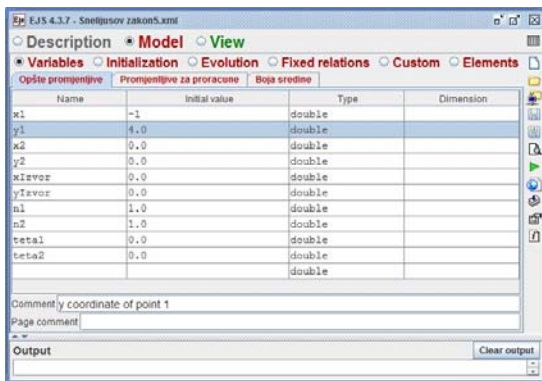 EJS 4.3.7 - Snelijusov zakon5.xml
Description Model View
Variables Initialization Evolution Fixed relations Custom Elements
Opšte promjenljive Promjenljive za proracune Boja sredine
Name Initial value Type Dimension
x1 -1 double
y1 4.0 double
x2 0.0 double
y2 0.0 double
xIzvor 0.0 double
yIzvor 0.0 double
n1 1.0 double
n2 1.0 double
teta1 0.0 double
teta2 0.0 double
double
Comment y coordinate of point 1
Page comment
Output Clear output